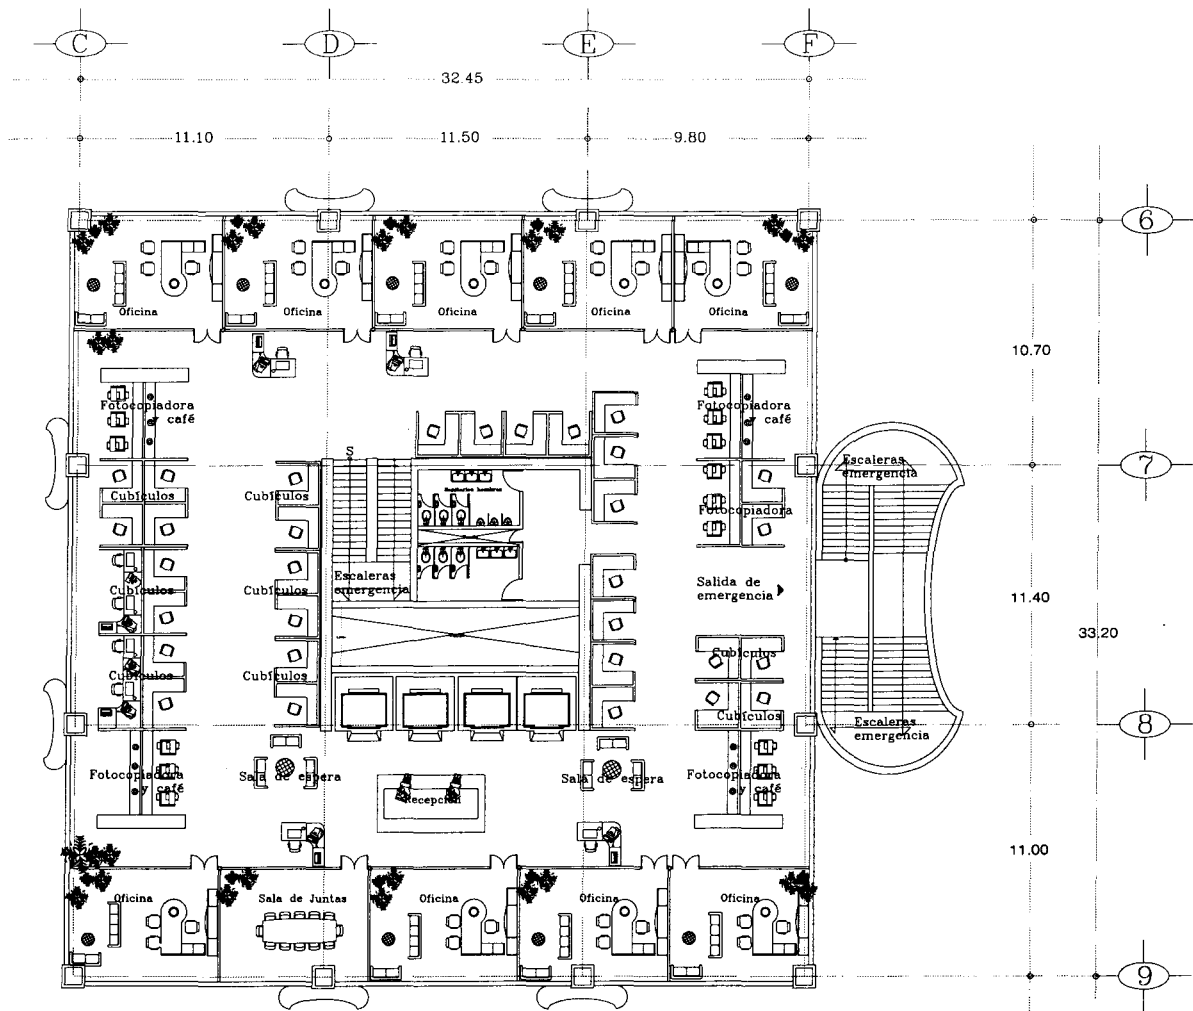 C D E F
32.45
11.10 11.50 9.80
6
Oficina Oficina Oficina Oficina Oficina
10.70
Fotocopiadora
y café
Fotocopiadora
y café
S
Escaleras
emergencia
7
Cubículos
Cubículos
Fotocopiadora
Escaleras
emergencia
Salida de
emergencia
Cubículos
Cubículos
11.40
33.20
Cubículos
Cubículos
Cubículos
Cubículos
Escaleras
emergencia
8
Sala de espera
Sala de espera
Fotocopiadora
y café
Fotocopiadora
y café
Recepción
11.00
Oficina Sala de Juntas Oficina Oficina Oficina
9